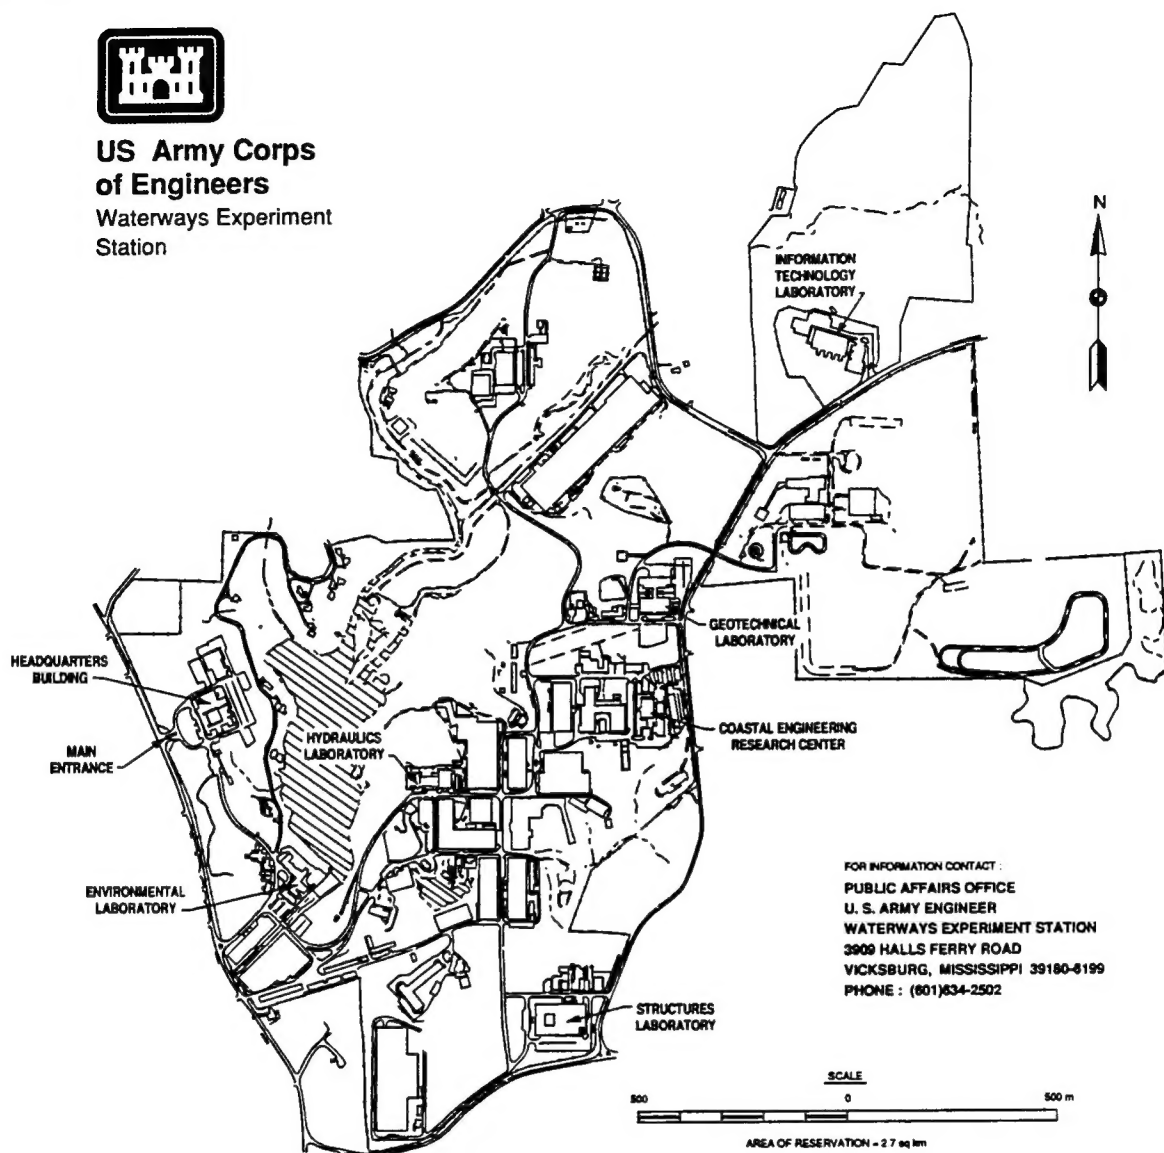 US Army Corps
of Engineers
Waterways Experiment
Station
N
INFORMATION
TECHNOLOGY
LABORATORY
GEOTECHNICAL
LABORATORY
HEADQUARTERS
BUILDING
MAIN
ENTRANCE
HYDRAULICS
LABORATORY
COASTAL ENGINEERING
RESEARCH CENTER
ENVIRONMENTAL
LABORATORY
STRUCTURES
LABORATORY
FOR INFORMATION CONTACT :
PUBLIC AFFAIRS OFFICE
U. S. ARMY ENGINEER
WATERWAYS EXPERIMENT STATION
3909 HALLS FERRY ROAD
VICKSBURG, MISSISSIPPI 39180-6199
PHONE : (601)634-2502
SCALE
500 0 500 m
AREA OF RESERVATION = 2.7 sq km